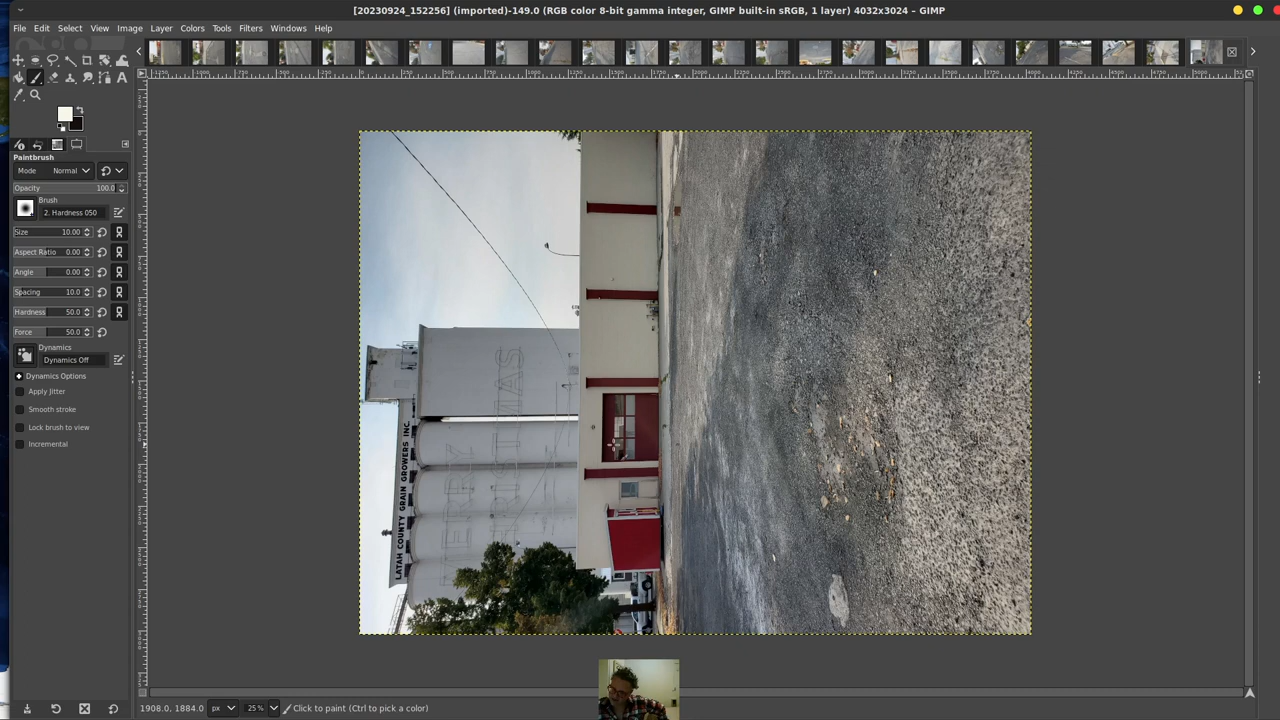 [20230924_152256] (imported)-149.0 (RGB color 8-bit gamma integer, GIMP built-in sRGB, 1 layer) 4032x3024 – GIMP
File Edit Select View Image Layer Colors Tools Filters Windows Help
Paintbrush
Mode Normal
Opacity 100.0
Brush
2. Hardness 050
Size 10.00
Aspect Ratio 0.00
Angle 0.00
Spacing 10.0
Hardness 50.0
Force 50.0
Dynamics
Dynamics Off
Dynamics Options
Apply Jitter
Smooth stroke
Lock brush to view
Incremental
LATAH COUNTY GRAIN GROWERS INC.
1908.0, 1884.0 px 25 % Click to paint (Ctrl to pick a color)